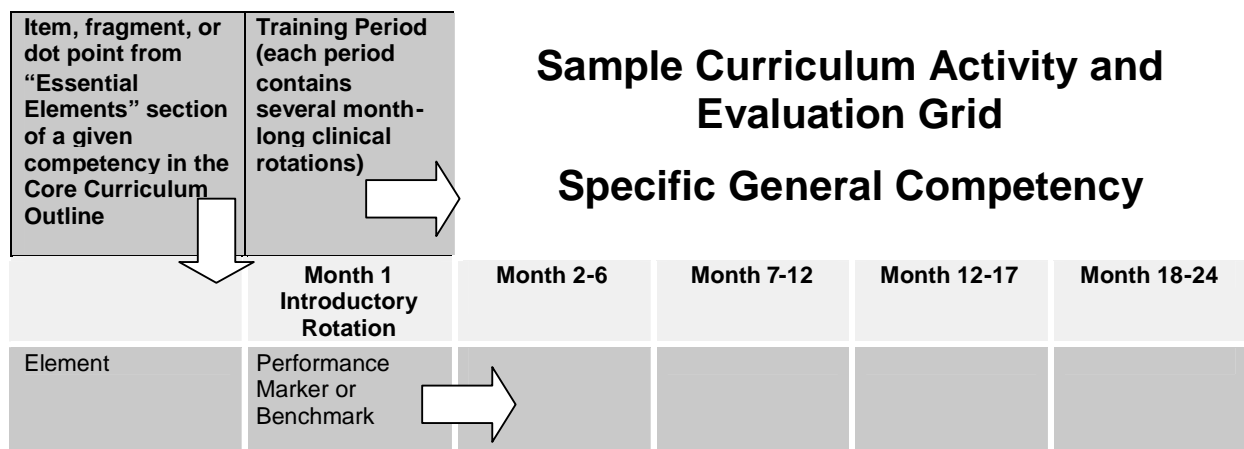 Item, fragment, or
dot point from
“Essential
Elements” section
of a given
competency in the
Core Curriculum
Outline
Training Period
(each period
contains
several month-
long clinical
rotations)
Sample Curriculum Activity and
Evaluation Grid
Specific General Competency
Month 1
Introductory
Rotation
Month 2-6
Month 7-12
Month 12-17
Month 18-24
Element
Performance
Marker or
Benchmark